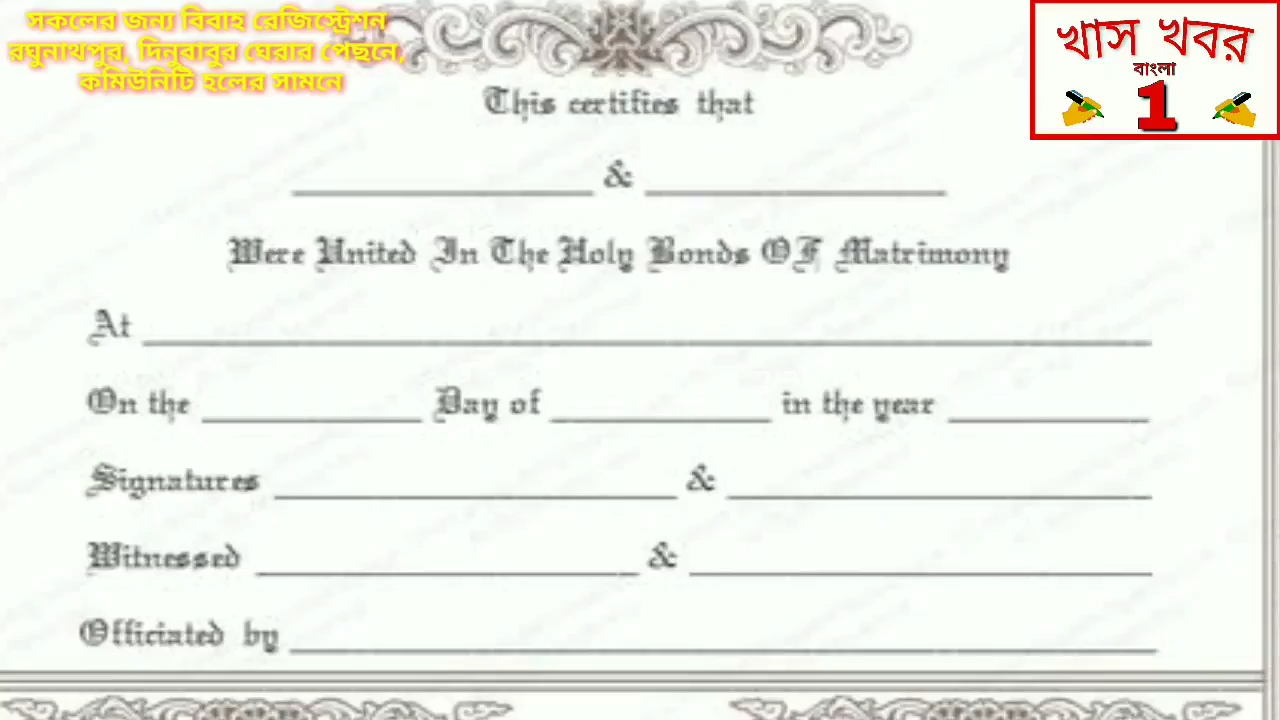 সকলের জন্য বিবাহ রেজিস্ট্রেশন
রঘুনাথপুর, দিনুবাবুর ঘেরার পেছনে,
কমিউনিটি হলের সামনে
খাস খবর
বাংলা
1
This certifies that
&
Were United In The Holy Bonds OF Matrimony
At
On the Day of in the year
Signatures &
Witnessed &
Officiated by